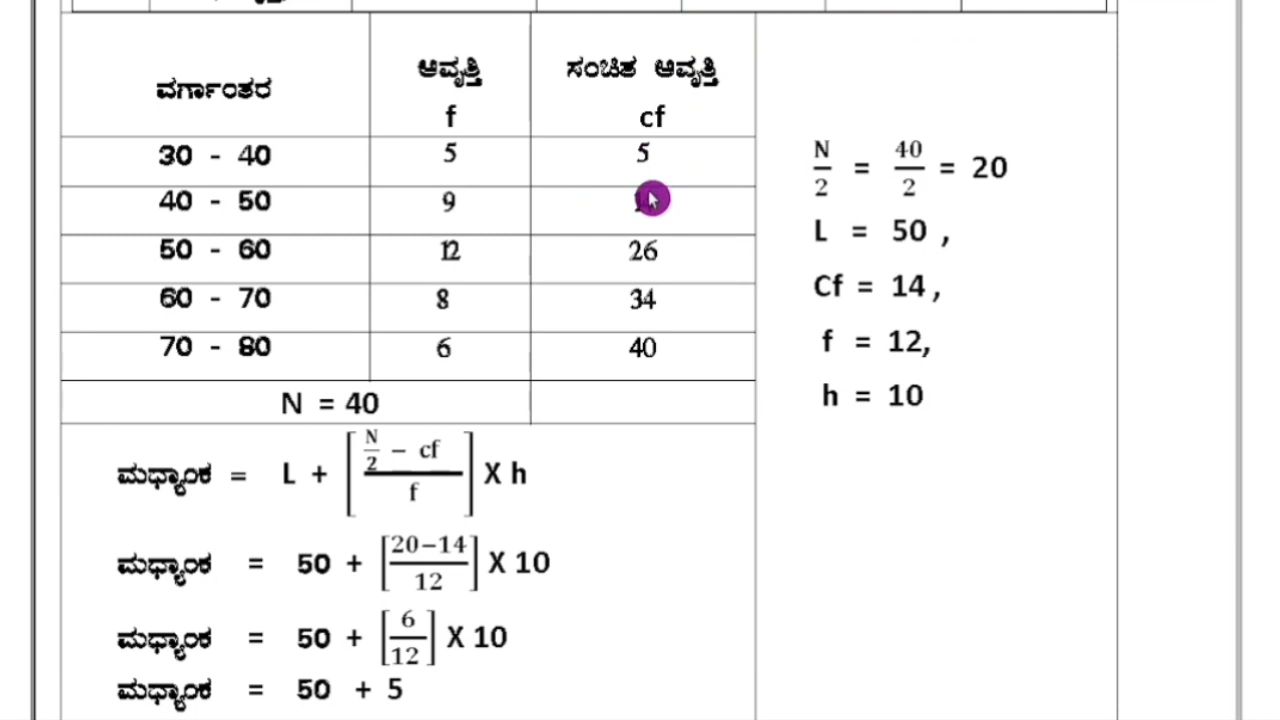 ವರ್ಗಾಂತರ ಆವೃತ್ತಿ f ಸಂಚಿತ ಆವೃತ್ತಿ cf
30 - 40 5 5
40 - 50 9
50 - 60 12 26
60 - 70 8 34
70 - 80 6 40
N = 40
N/2 = 40/2 = 20
L = 50 ,
Cf = 14 ,
f = 12,
h = 10
ಮಧ್ಯಾಂಕ = L + [(N/2 − cf)/f] X h
ಮಧ್ಯಾಂಕ = 50 + [(20−14)/12] X 10
ಮಧ್ಯಾಂಕ = 50 + [6/12] X 10
ಮಧ್ಯಾಂಕ = 50 + 5